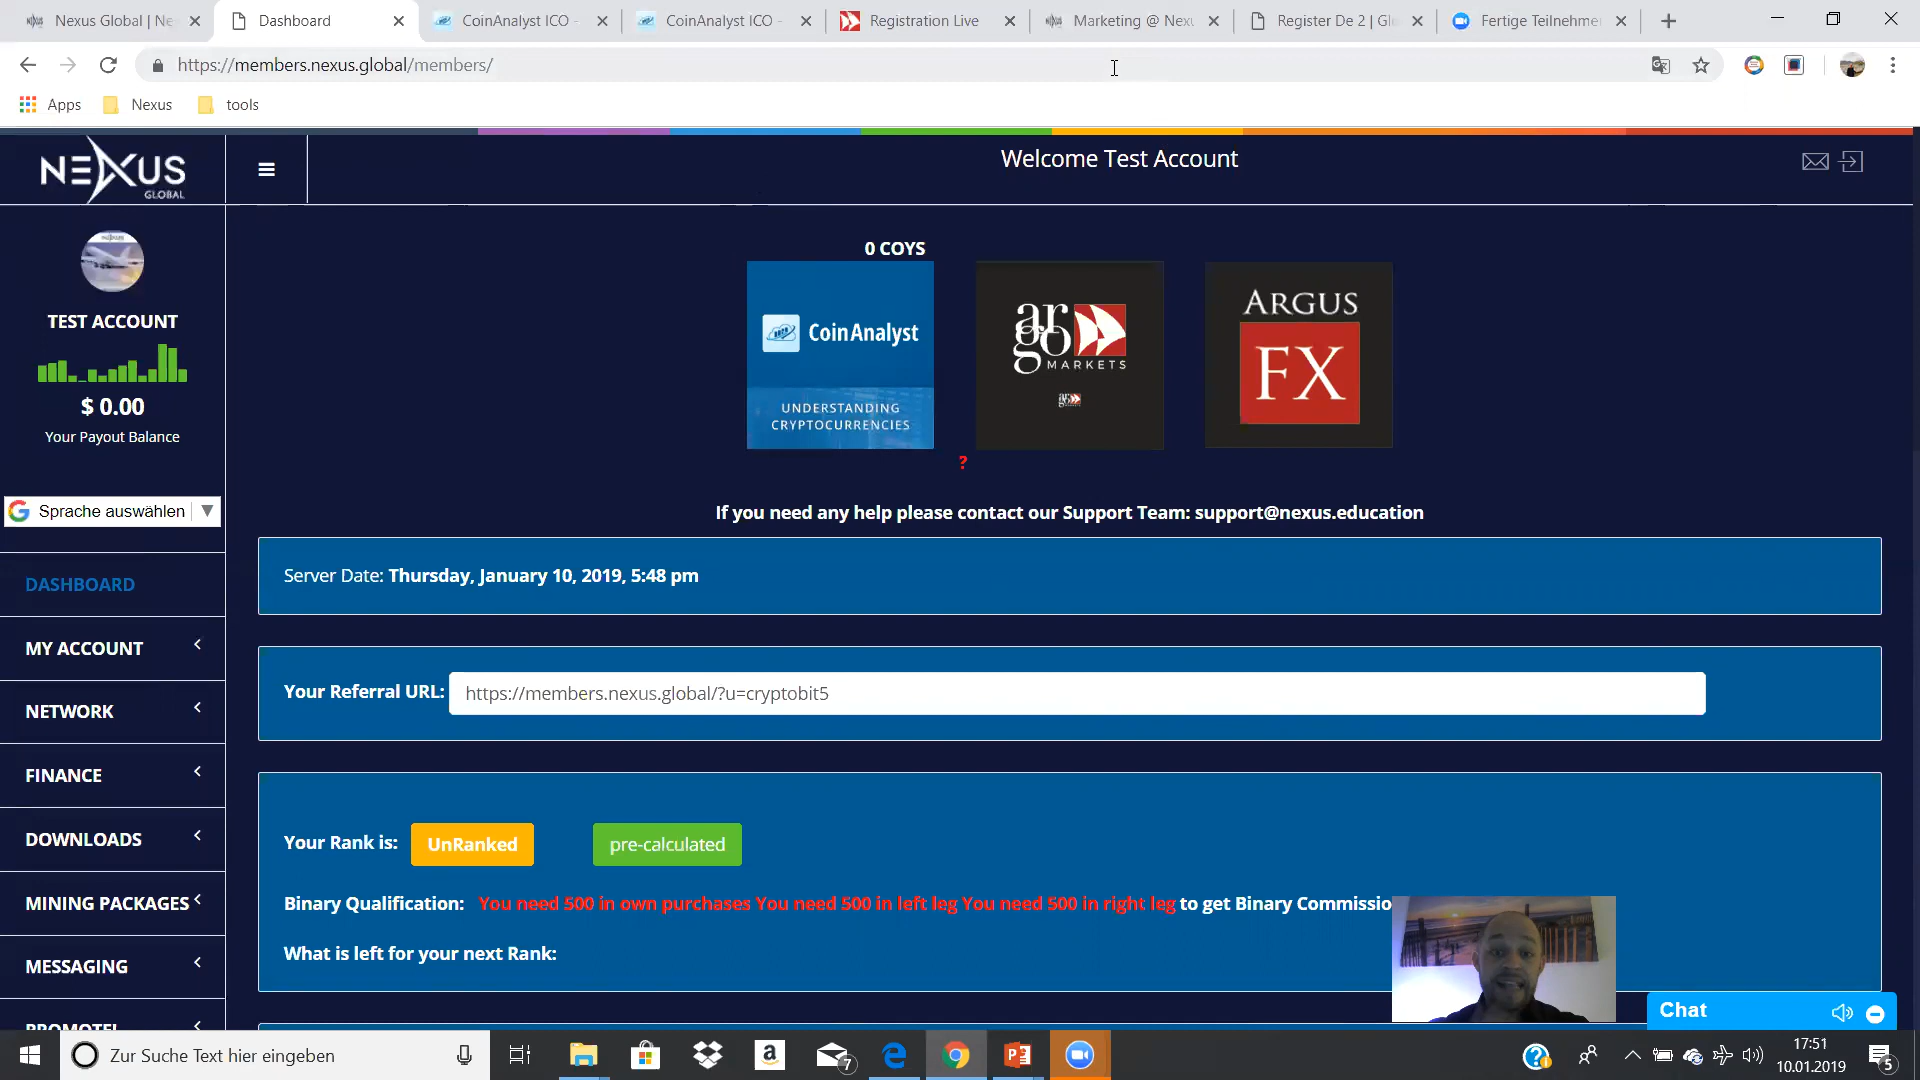 Nexus Global | Ne
Dashboard
CoinAnalyst ICO -
CoinAnalyst ICO -
Registration Live
Marketing @ Nexu
Register De 2 | Glo
Fertige Teilnehmer
https://members.nexus.global/members/
Apps
Nexus
tools
NEXUS
GLOBAL
Welcome Test Account
TEST ACCOUNT
$ 0.00
Your Payout Balance
Sprache auswählen
DASHBOARD
MY ACCOUNT
NETWORK
FINANCE
DOWNLOADS
MINING PACKAGES
MESSAGING
0 COYS
CoinAnalyst
UNDERSTANDING
CRYPTOCURRENCIES
argo
MARKETS
ARGUS
FX
?
If you need any help please contact our Support Team: support@nexus.education
Server Date: Thursday, January 10, 2019, 5:48 pm
Your Referral URL: https://members.nexus.global/?u=cryptobit5
Your Rank is: UnRanked pre-calculated
Binary Qualification: You need 500 in own purchases You need 500 in left leg You need 500 in right leg to get Binary Commissio
What is left for your next Rank:
Chat
Zur Suche Text hier eingeben
7
17:51
10.01.2019
5